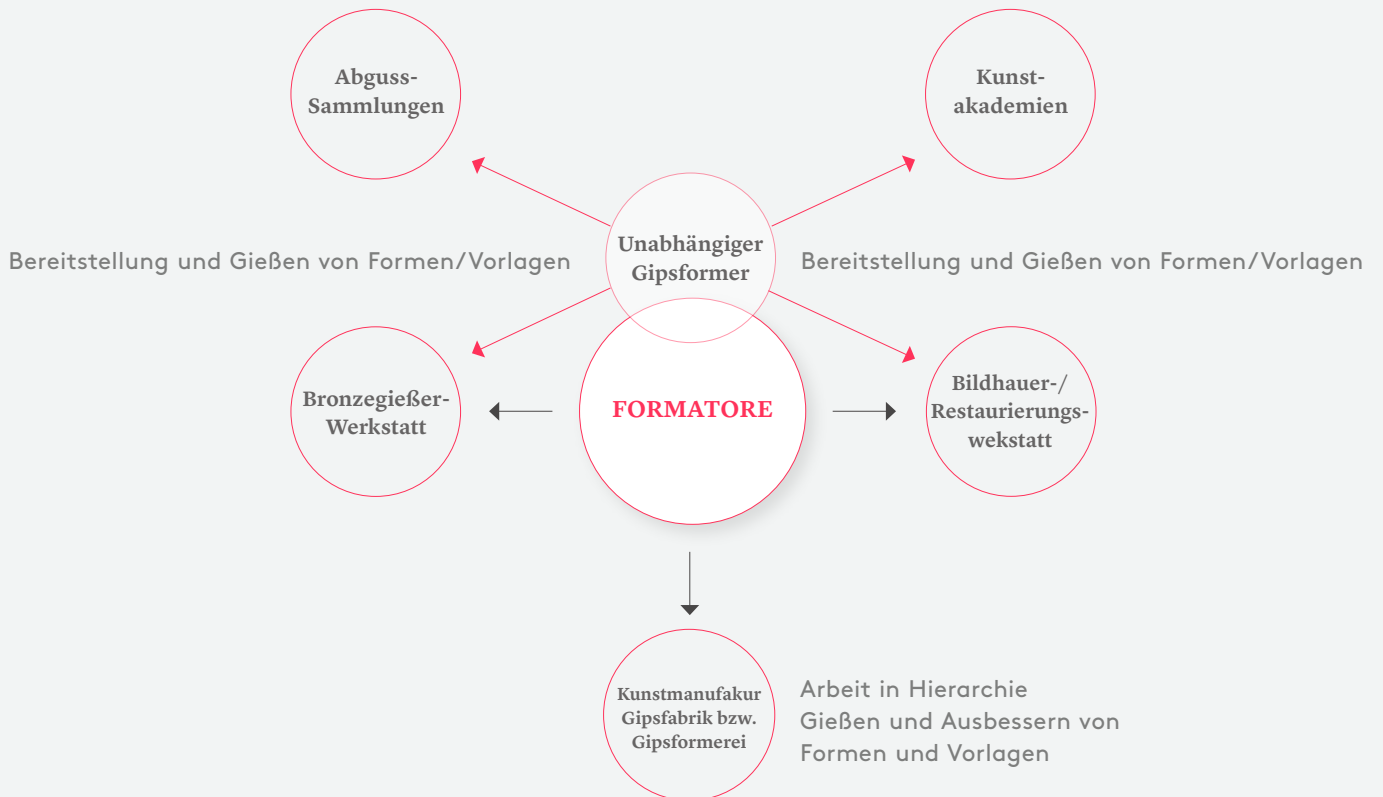 Abguss-
Sammlungen
Kunst-
akademien
Unabhängiger
Gipsformer
Bereitstellung und Gießen von Formen/Vorlagen
Bereitstellung und Gießen von Formen/Vorlagen
Bronzegießer-
Werkstatt
FORMATORE
Bildhauer-/
Restaurierungs-
wekstatt
Kunstmanufakur
Gipsfabrik bzw.
Gipsformerei
Arbeit in Hierarchie
Gießen und Ausbessern von
Formen und Vorlagen